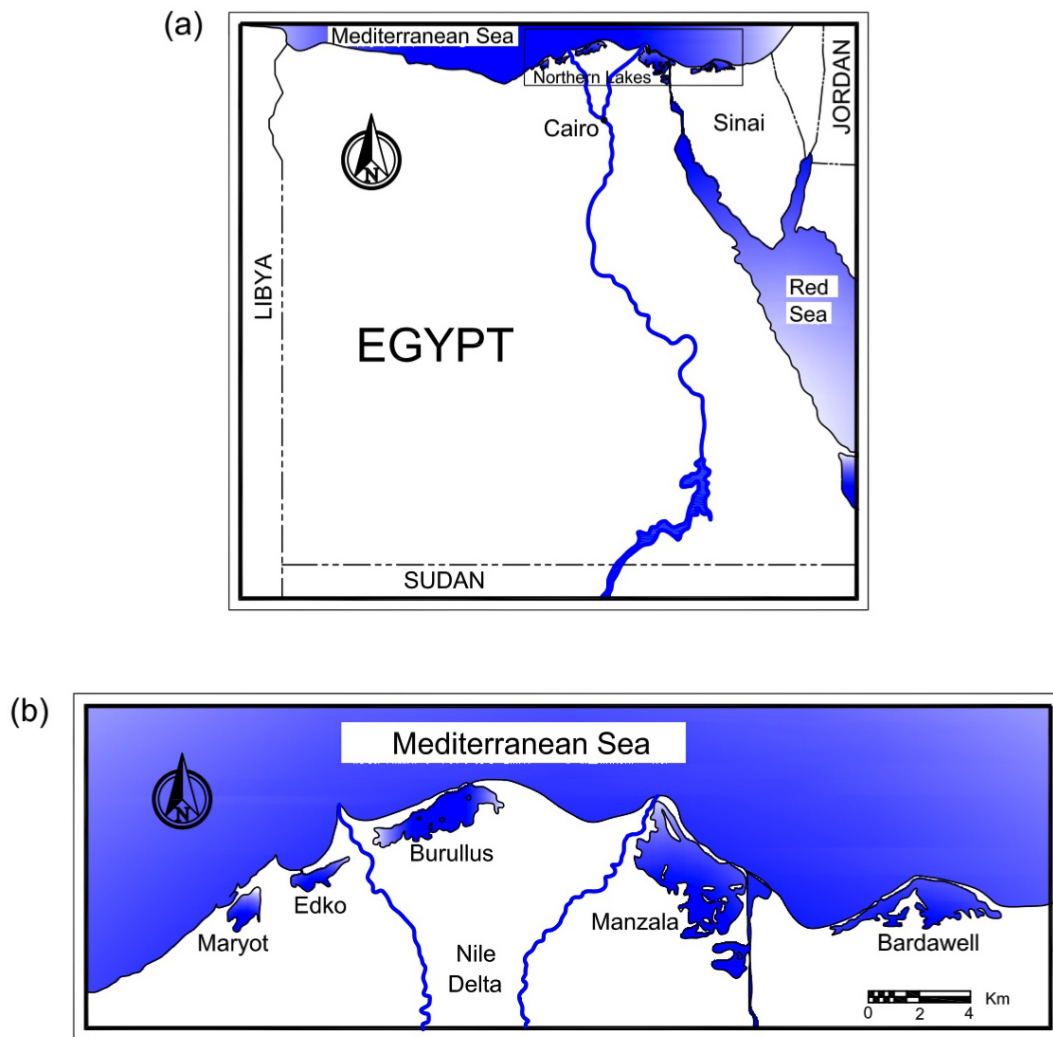 (a)
Mediterranean Sea
Northern Lakes
Cairo
Sinai
JORDAN
N
LIBYA
Red
Sea
EGYPT
SUDAN
(b)
Mediterranean Sea
N
Burullus
Edko
Maryot
Manzala
Bardawell
Nile
Delta
Km
0 2 4